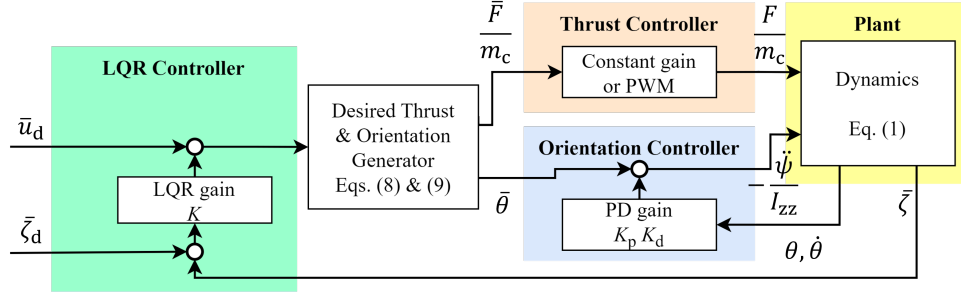 LQR Controller
ū_d
LQR gain
K
ζ̄_d
Desired Thrust
& Orientation
Generator
Eqs. (8) & (9)
F̄
m_c
θ̄
Thrust Controller
Constant gain
or PWM
F
m_c
Orientation Controller
PD gain
K_p K_d
− ψ̈
I_zz
θ, θ̇
Plant
Dynamics
Eq. (1)
ζ̄